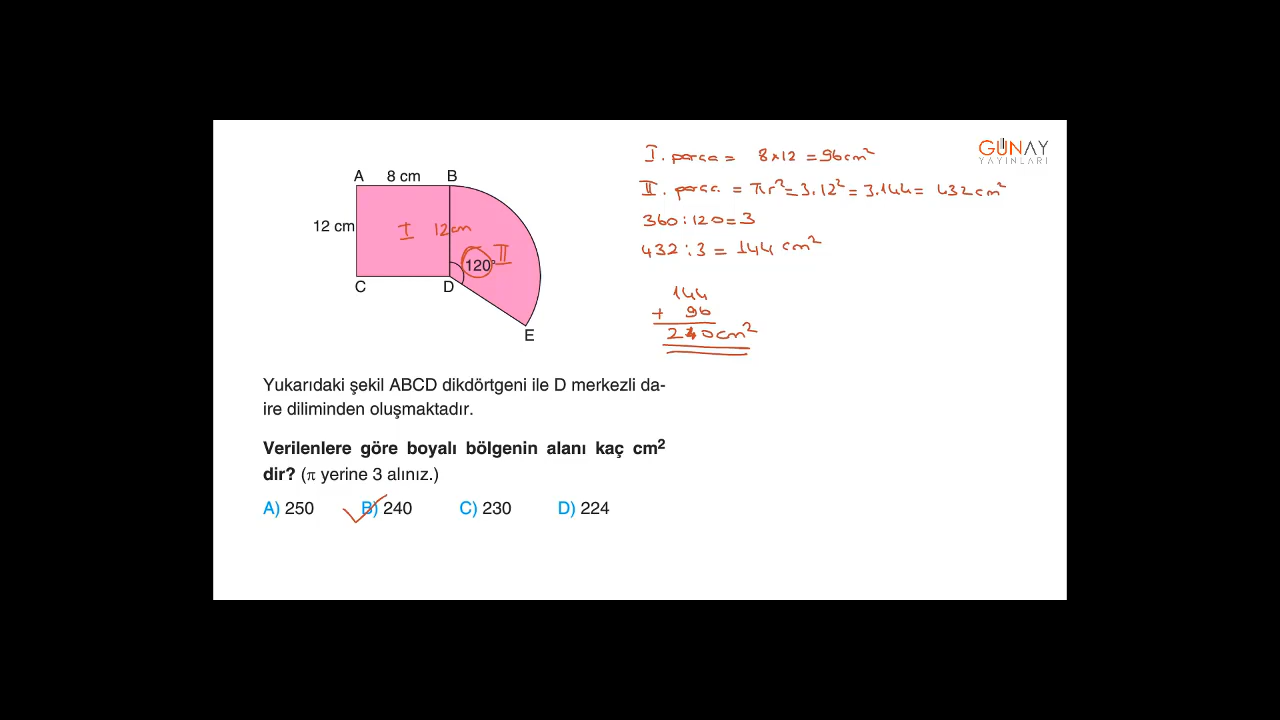 GÜNAY
YAYINLARI
A 8 cm B
12 cm
I 12cm
II
120°
C D
E
I. parça = 8x12 = 96cm²
II. parça = πr² = 3.12² = 3.144 = 432 cm²
360:120=3
432:3 = 144 cm²
144
+ 96
240cm²
Yukarıdaki şekil ABCD dikdörtgeni ile D merkezli da-
ire diliminden oluşmaktadır.
Verilenlere göre boyalı bölgenin alanı kaç cm²
dir? (π yerine 3 alınız.)
A) 250 B) 240 C) 230 D) 224